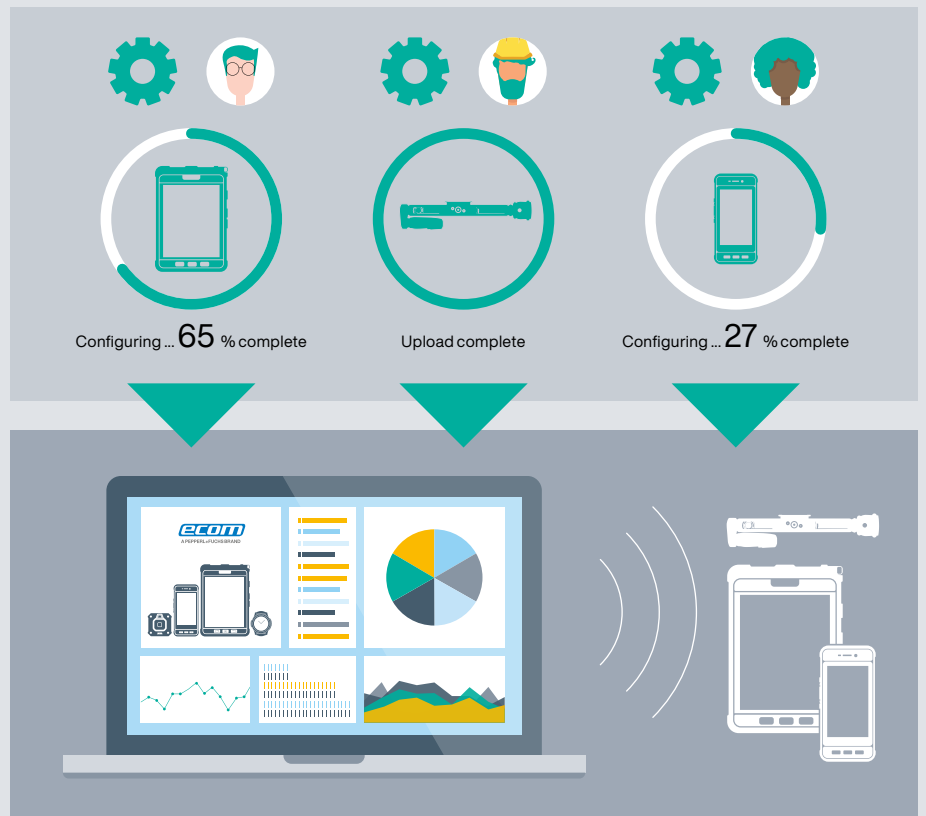 Configuring ... 65 % complete
Upload complete
Configuring ... 27 % complete
ecom
A PEPPERL+FUCHS BRAND